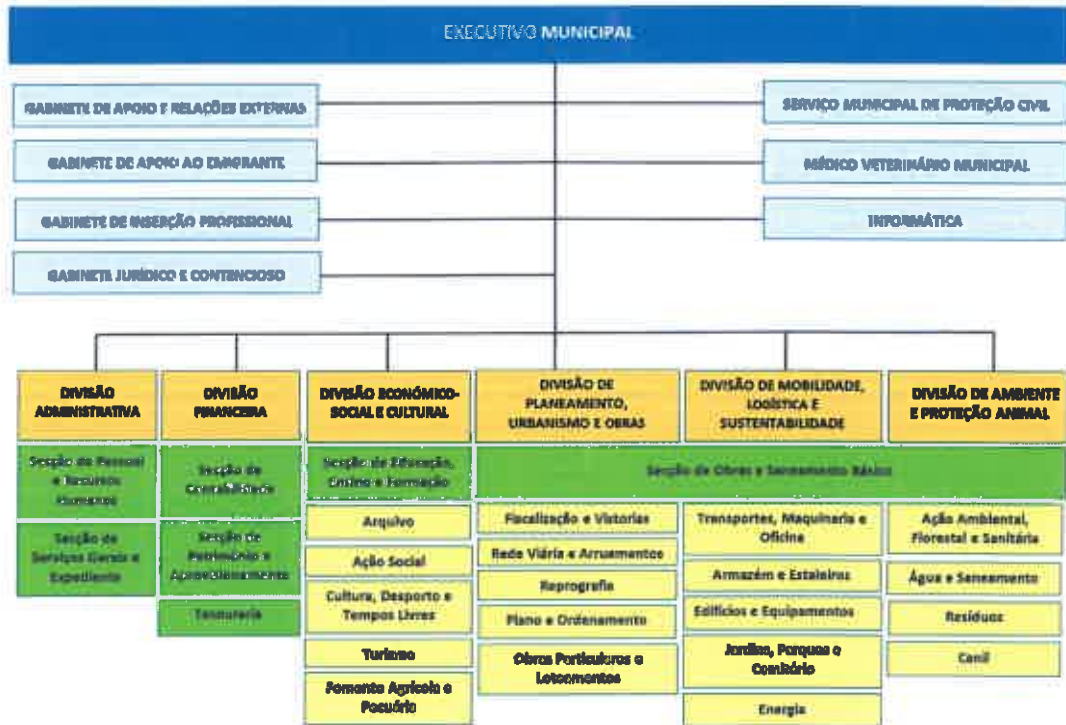 EXECUTIVO MUNICIPAL
GABINETE DE APOIO E RELAÇÕES EXTERNAS
SERVIÇO MUNICIPAL DE PROTEÇÃO CIVIL
GABINETE DE APOIO AO EMIGRANTE
MÉDICO VETERINÁRIO MUNICIPAL
GABINETE DE INSERÇÃO PROFISSIONAL
INFORMÁTICA
GABINETE JURÍDICO E CONTENCIOSO
DIVISÃO
ADMINISTRATIVA
Secção de Pessoal
e Recursos
Humanos
Secção de
Serviços Gerais e
Expediente
DIVISÃO
FINANCEIRA
Secção de
Contabilidade
Secção de
Património e
Aprovisionamento
Tesouraria
DIVISÃO ECONÓMICO-
SOCIAL E CULTURAL
Secção de Educação,
Ensino e Formação
Arquivo
Ação Social
Cultura, Desporto e
Tempos Livres
Turismo
Fomento Agrícola e
Pecuário
DIVISÃO DE
PLANEAMENTO,
URBANISMO E OBRAS
DIVISÃO DE MOBILIDADE,
LOGÍSTICA E
SUSTENTABILIDADE
DIVISÃO DE AMBIENTE
E PROTEÇÃO ANIMAL
Secção de Obras e Saneamento Básico
Fiscalização e Vistorias
Rede Viária e Arruamentos
Reprografia
Plano e Ordenamento
Obras Particulares e
Loteamentos
Transportes, Maquinaria e
Oficina
Armazém e Estaleiros
Edifícios e Equipamentos
Jardins, Parques e
Cemitério
Energia
Ação Ambiental,
Florestal e Sanitária
Água e Saneamento
Resíduos
Canil